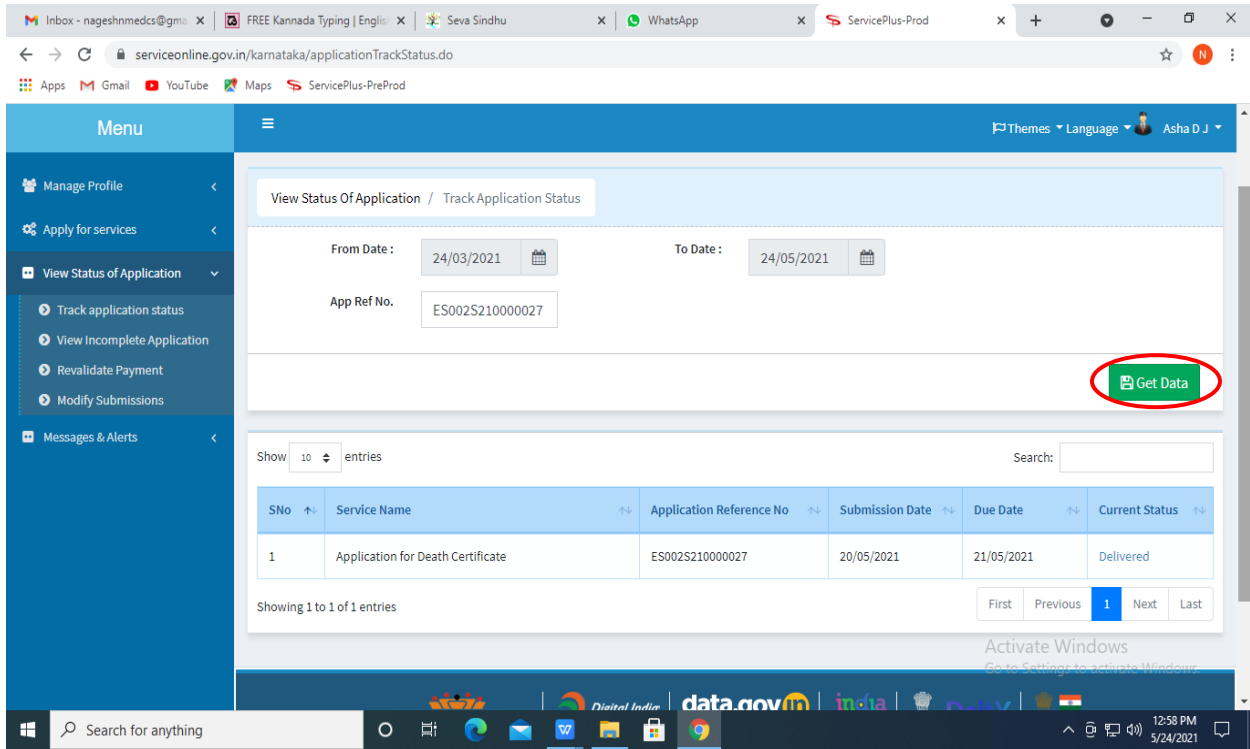 Inbox - nageshnmedcs@gma
FREE Kannada Typing | Englis
Seva Sindhu
WhatsApp
ServicePlus-Prod
serviceonline.gov.in/karnataka/applicationTrackStatus.do
N
Apps Gmail YouTube Maps ServicePlus-PreProd
Menu
Themes Language Asha D J
Manage Profile
Apply for services
View Status of Application
Track application status
View Incomplete Application
Revalidate Payment
Modify Submissions
Messages & Alerts
View Status Of Application / Track Application Status
From Date : 24/03/2021 To Date : 24/05/2021
App Ref No. ES002S210000027
Get Data
Show 10 entries Search:
SNo Service Name Application Reference No Submission Date Due Date Current Status
1 Application for Death Certificate ES002S210000027 20/05/2021 21/05/2021 Delivered
Showing 1 to 1 of 1 entries First Previous 1 Next Last
Activate Windows
Go to Settings to activate Windows.
Digital India data.gov in india
Search for anything
W
12:58 PM
5/24/2021